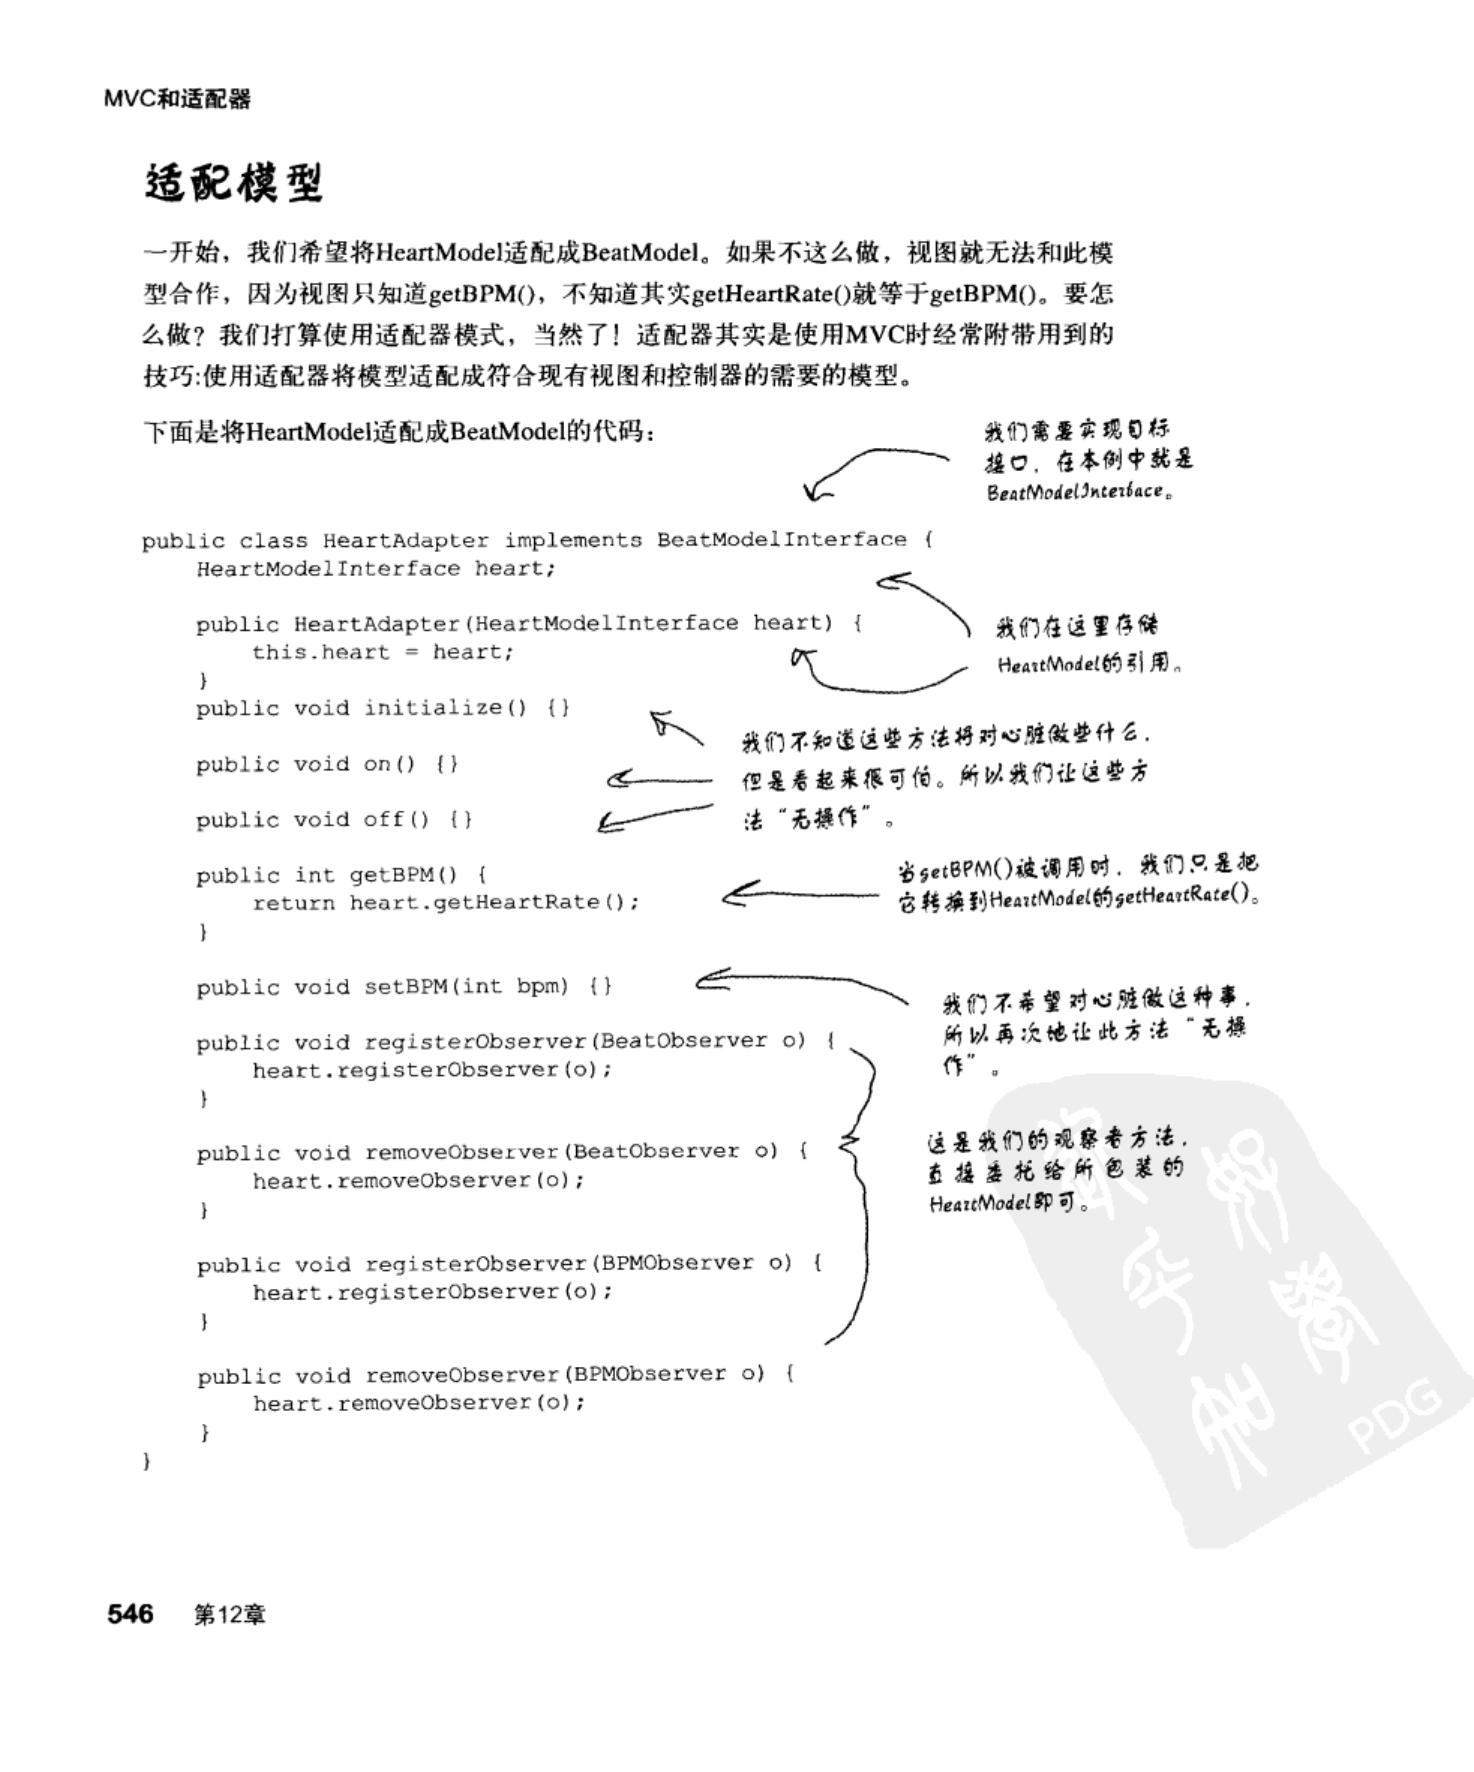 MVC和适配器
适配模型
一开始，我们希望将HeartModel适配成BeatModel。如果不这么做，视图就无法和此模
型合作，因为视图只知道getBPM()，不知道其实getHeartRate()就等于getBPM()。要怎
么做？我们打算使用适配器模式，当然了！适配器其实是使用MVC时经常附带用到的
技巧:使用适配器将模型适配成符合现有视图和控制器的需要的模型。
下面是将HeartModel适配成BeatModel的代码：
我们需要实现目标
接口，在本例中就是
BeatModelInterface。
public class HeartAdapter implements BeatModelInterface {
HeartModelInterface heart;
public HeartAdapter(HeartModelInterface heart) {
this.heart = heart;
}
我们在这里存储
HeartModel的引用。
public void initialize() {}
public void on() {}
public void off() {}
我们不知道这些方法将对心脏做些什么，
但是看起来很可怕。所以我们让这些方
法“无操作”。
public int getBPM() {
return heart.getHeartRate();
}
当getBPM()被调用时，我们只是把
它转换到HeartModel的getHeartRate()。
public void setBPM(int bpm) {}
我们不希望对心脏做这种事，
所以再次地让此方法“无操
作”。
public void registerObserver(BeatObserver o) {
heart.registerObserver(o);
}
public void removeObserver(BeatObserver o) {
heart.removeObserver(o);
}
这是我们的观察者方法，
直接委托给所包装的
HeartModel即可。
public void registerObserver(BPMObserver o) {
heart.registerObserver(o);
}
public void removeObserver(BPMObserver o) {
heart.removeObserver(o);
}
}
PDG
546 第12章